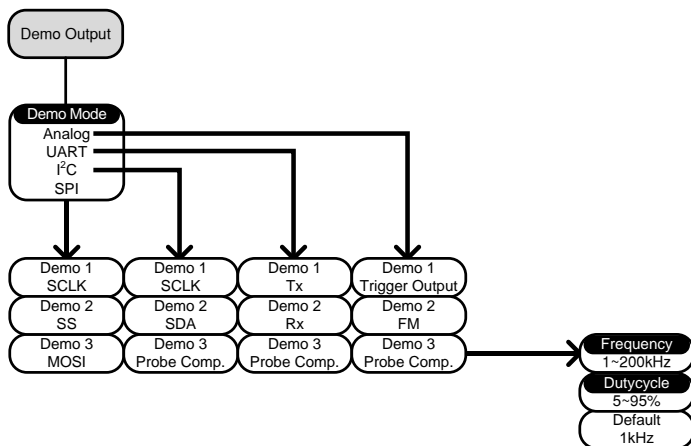 Demo Output
Demo Mode
Analog
UART
I²C
SPI
Demo 1
SCLK
Demo 2
SS
Demo 3
MOSI
Demo 1
SCLK
Demo 2
SDA
Demo 3
Probe Comp.
Demo 1
Tx
Demo 2
Rx
Demo 3
Probe Comp.
Demo 1
Trigger Output
Demo 2
FM
Demo 3
Probe Comp.
Frequency
1~200kHz
Dutycycle
5~95%
Default
1kHz